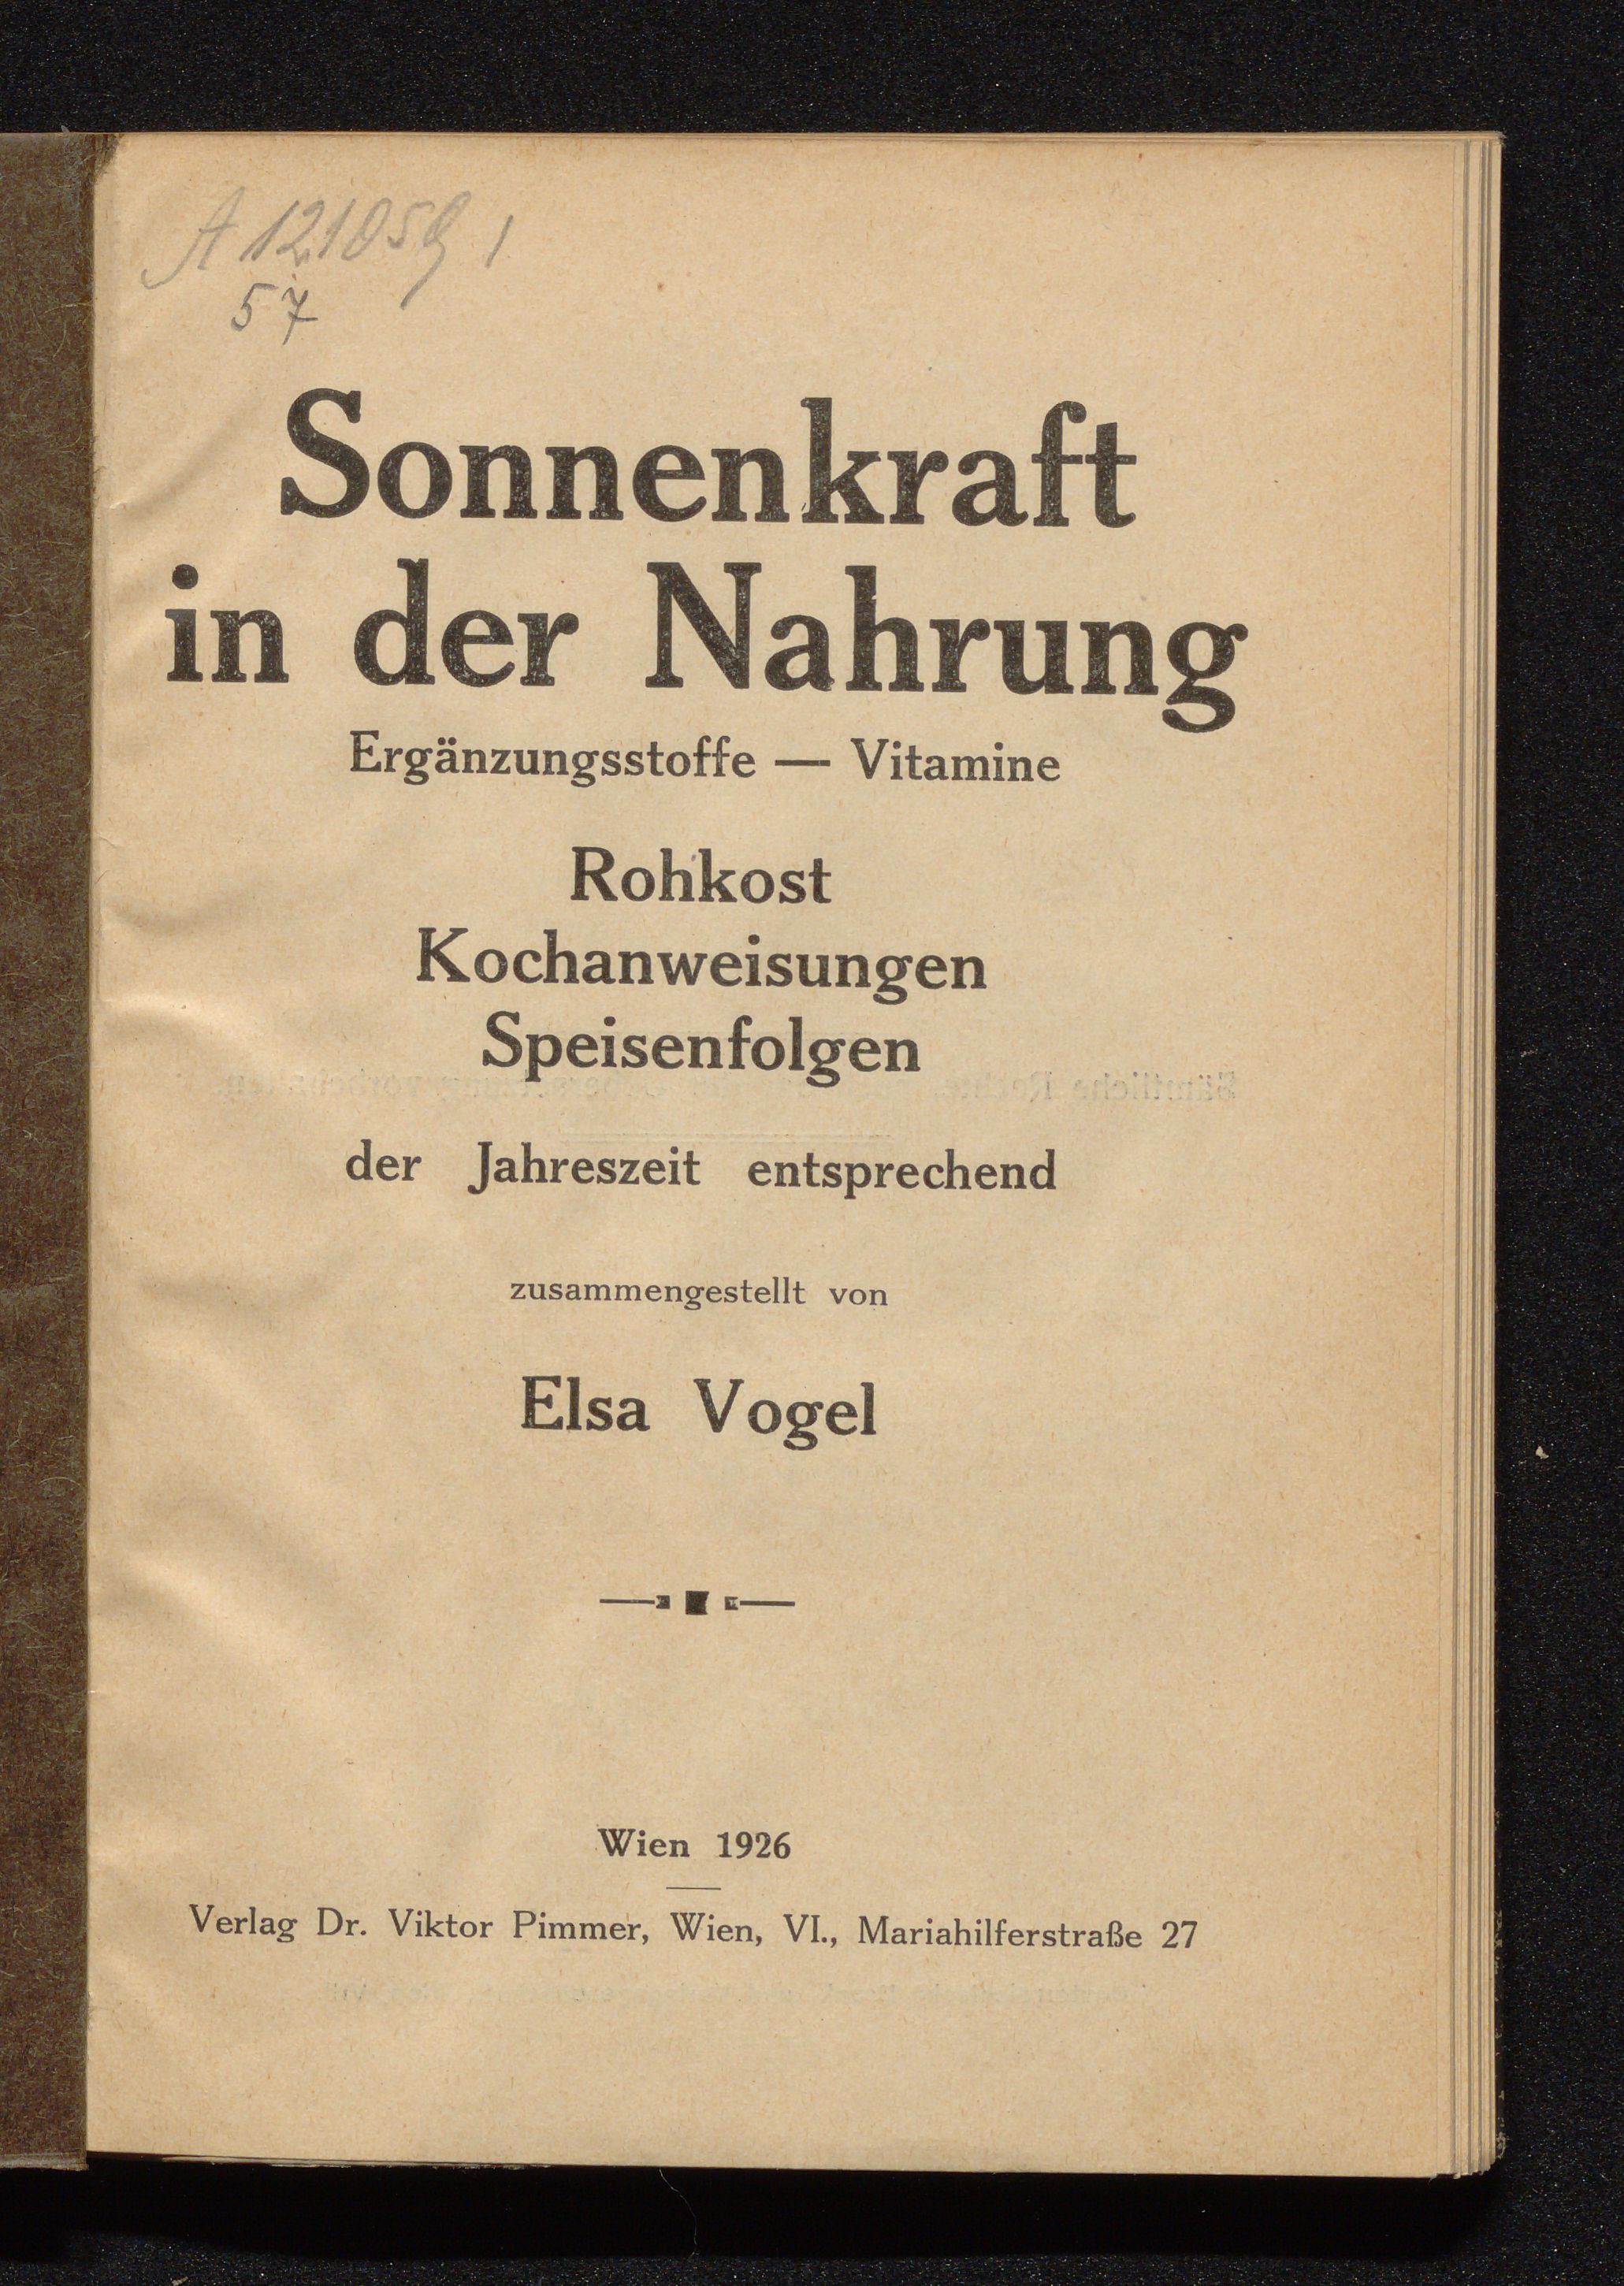 A 121059 1
57
Sonnenkraft
in der Nahrung
Ergänzungsstoffe — Vitamine
Rohkost
Kochanweisungen
Speisenfolgen
der Jahreszeit entsprechend
zusammengestellt von
Elsa Vogel
Wien 1926
Verlag Dr. Viktor Pimmer, Wien, VI., Mariahilferstraße 27